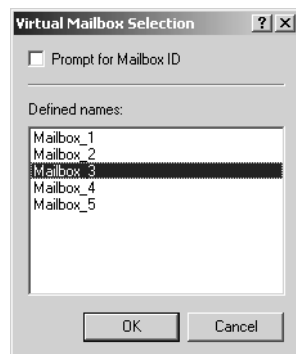 Virtual Mailbox Selection
Prompt for Mailbox ID
Defined names:
Mailbox_1
Mailbox_2
Mailbox_3
Mailbox_4
Mailbox_5
OK Cancel